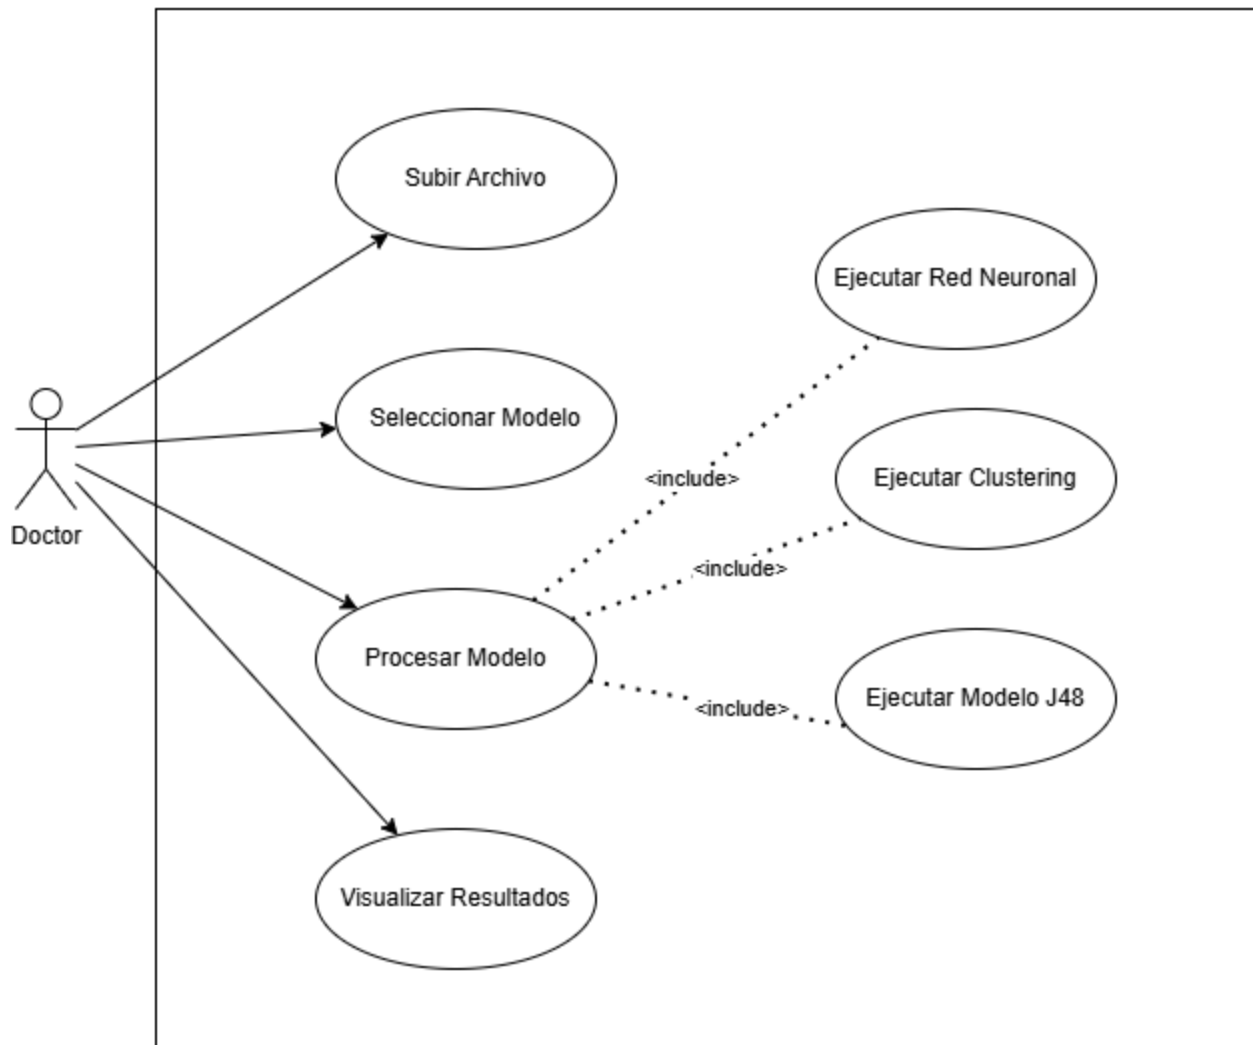 Subir Archivo
Ejecutar Red Neuronal
Seleccionar Modelo
<include>
Ejecutar Clustering
Doctor
<include>
Procesar Modelo
<include>
Ejecutar Modelo J48
Visualizar Resultados